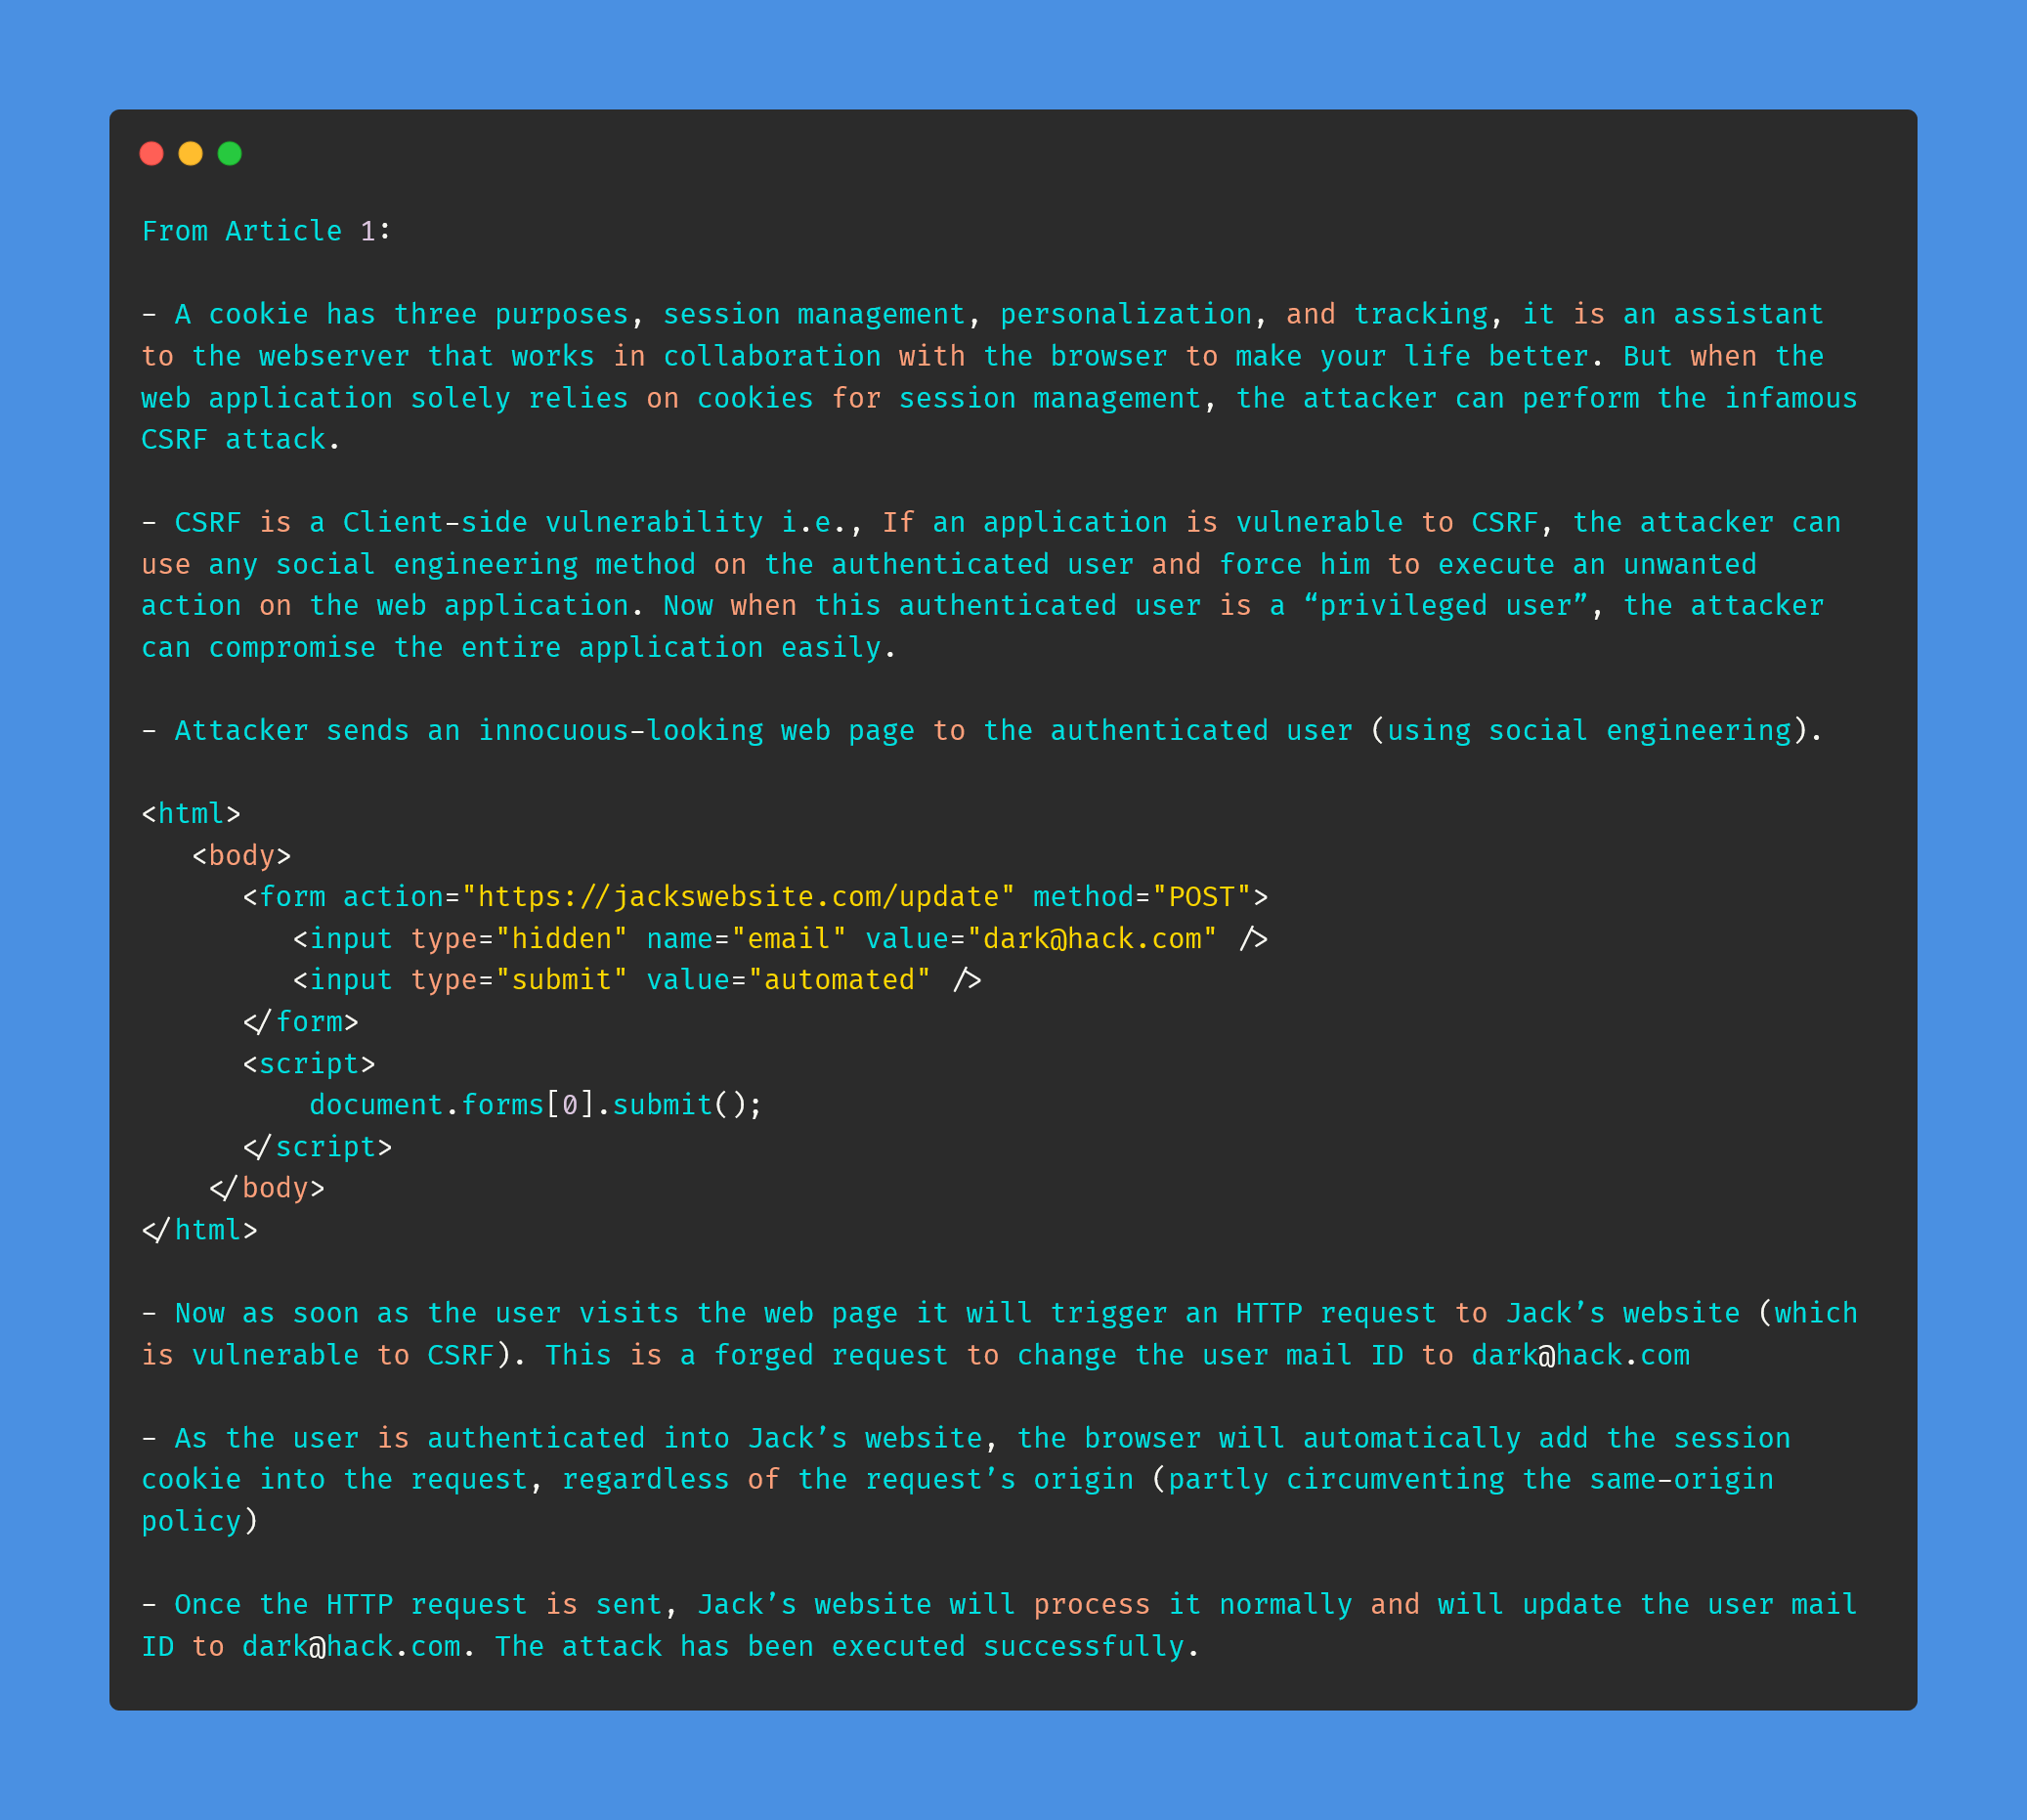 From Article 1:
- A cookie has three purposes, session management, personalization, and tracking, it is an assistant
to the webserver that works in collaboration with the browser to make your life better. But when the
web application solely relies on cookies for session management, the attacker can perform the infamous
CSRF attack.
- CSRF is a Client-side vulnerability i.e., If an application is vulnerable to CSRF, the attacker can
use any social engineering method on the authenticated user and force him to execute an unwanted
action on the web application. Now when this authenticated user is a “privileged user”, the attacker
can compromise the entire application easily.
- Attacker sends an innocuous-looking web page to the authenticated user (using social engineering).
<html>
   <body>
      <form action="https://jackswebsite.com/update" method="POST">
         <input type="hidden" name="email" value="dark@hack.com" />
         <input type="submit" value="automated" />
      </form>
      <script>
          document.forms[0].submit();
      </script>
    </body>
</html>
- Now as soon as the user visits the web page it will trigger an HTTP request to Jack’s website (which
is vulnerable to CSRF). This is a forged request to change the user mail ID to dark@hack.com
- As the user is authenticated into Jack’s website, the browser will automatically add the session
cookie into the request, regardless of the request’s origin (partly circumventing the same-origin
policy)
- Once the HTTP request is sent, Jack’s website will process it normally and will update the user mail
ID to dark@hack.com. The attack has been executed successfully.